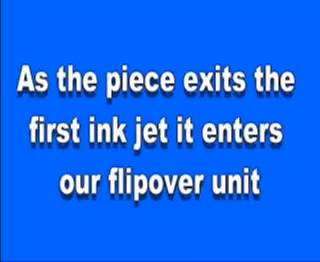 As the piece exits the
first ink jet it enters
our flipover unit